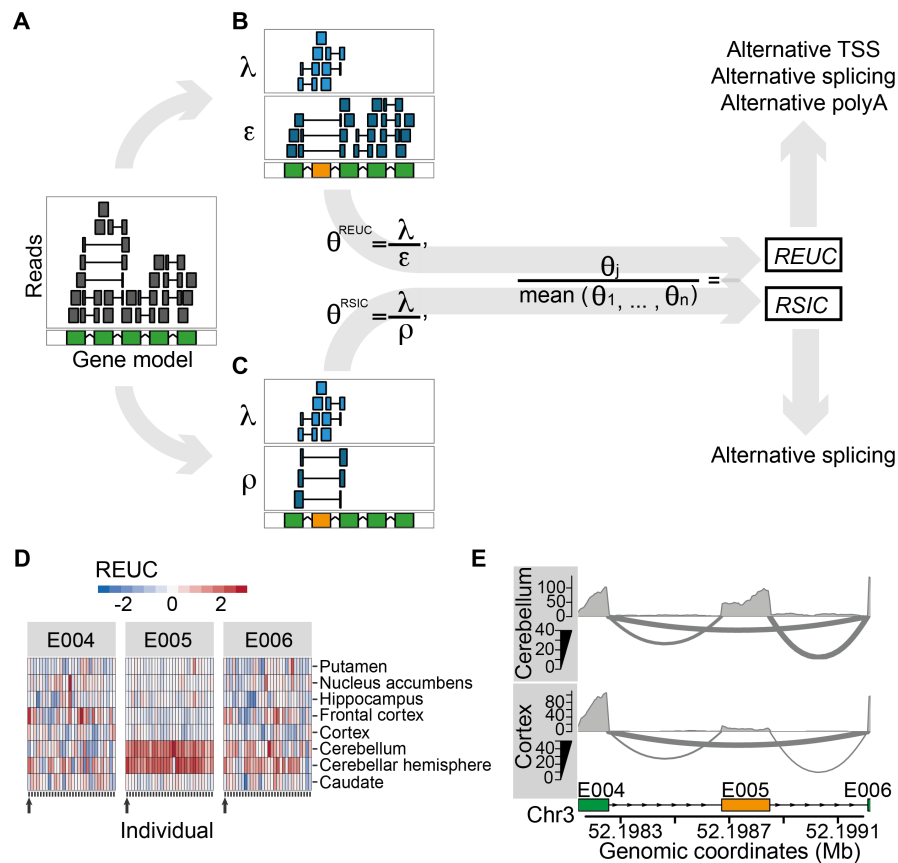 A
B
λ
ε
Reads
Gene model
θREUC = λ/ε,
θRSIC = λ/ρ,
θj / mean (θ1, ... , θn) =
Alternative TSS
Alternative splicing
Alternative polyA
REUC
RSIC
Alternative splicing
C
λ
ρ
D
REUC
-2 0 2
E004 E005 E006
Putamen
Nucleus accumbens
Hippocampus
Frontal cortex
Cortex
Cerebellum
Cerebellar hemisphere
Caudate
Individual
E
Cerebellum
100
50
0
40
20
0
Cortex
80
40
0
40
20
0
E004 E005 E006
Chr3
52.1983 52.1987 52.1991
Genomic coordinates (Mb)